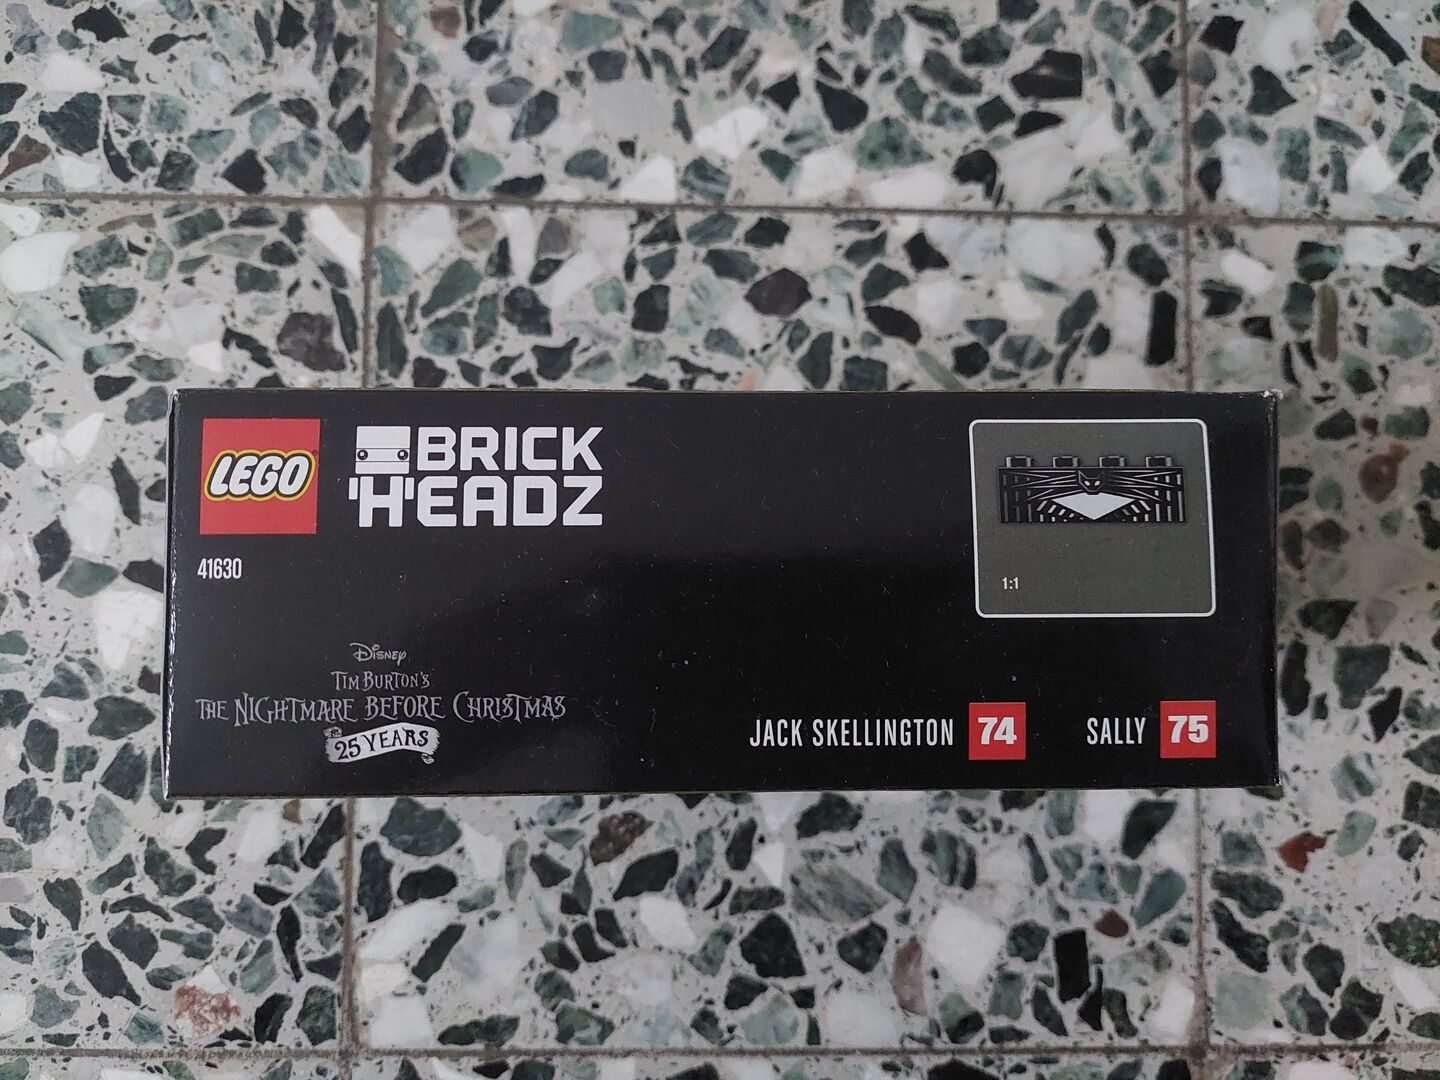 LEGO
BRICK
'H'EADZ
41630
1:1
Disney
TIM BURTON'S
THE NIGHTMARE BEFORE CHRISTMAS
25 YEARS
JACK SKELLINGTON 74
SALLY 75